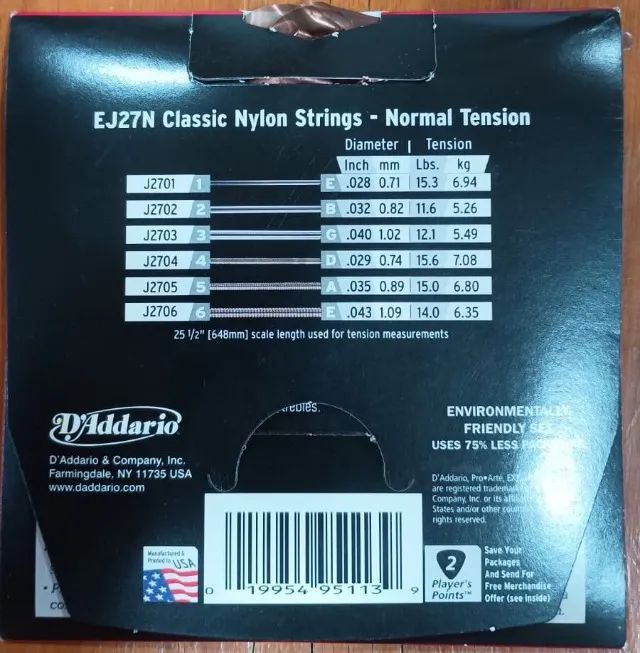 EJ27N Classic Nylon Strings - Normal Tension
Diameter | Tension
Inch mm Lbs. kg
J2701 1 E .028 0.71 15.3 6.94
J2702 2 B .032 0.82 11.6 5.26
J2703 3 G .040 1.02 12.1 5.49
J2704 4 D .029 0.74 15.6 7.08
J2705 5 A .035 0.89 15.0 6.80
J2706 6 E .043 1.09 14.0 6.35
25 1/2" [648mm] scale length used for tension measurements
trebles.
D'Addario
D'Addario & Company, Inc.
Farmingdale, NY 11735 USA
www.daddario.com
ENVIRONMENTALLY
FRIENDLY SET
USES 75% LESS
D'Addario, Pro•Arte,
are registered
Company, Inc. or its
States and/or other
rights reserved.
Manufactured &
Printed in USA
0 19954 95113 9
2
Player's
Points™
Save Your
Packages
And Send For
Free Merchandise
Offer (see inside)